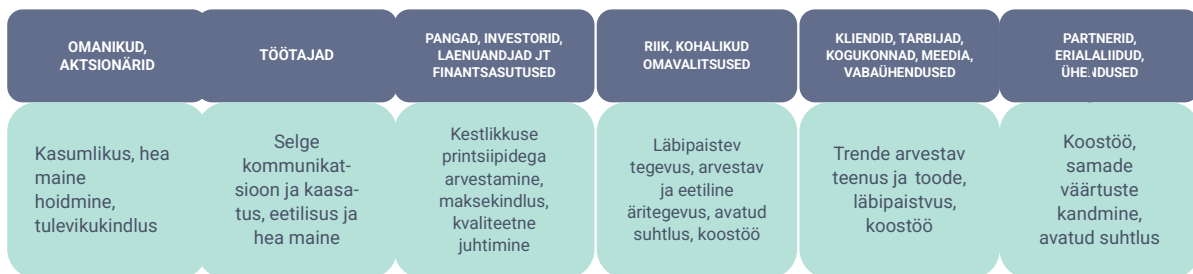 OMANIKUD,
AKTSIONÄRID
TÖÖTAJAD
PANGAD, INVESTORID,
LAENUANDJAD JT
FINANTSASUTUSED
RIIK, KOHALIKUD
OMAVALITSUSED
KLIENDID, TARBIJAD,
KOGUKONNAD, MEEDIA,
VABAÜHENDUSED
PARTNERID,
ERIALALIIDUD,
ÜHENDUSED
Kasumlikus, hea
maine
hoidmine,
tulevikukindlus
Selge
kommunikat-
sioon ja kaasa-
tus, eetilisus ja
hea maine
Kestlikkuse
printsiipidega
arvestamine,
maksekindlus,
kvaliteetne
juhtimine
Läbipaistev
tegevus, arvestav
ja eetiline
äritegevus, avatud
suhtlus, koostöö
Trende arvestav
teenus ja toode,
läbipaistvus,
koostöö
Koostöö,
samade
väärtuste
kandmine,
avatud suhtlus